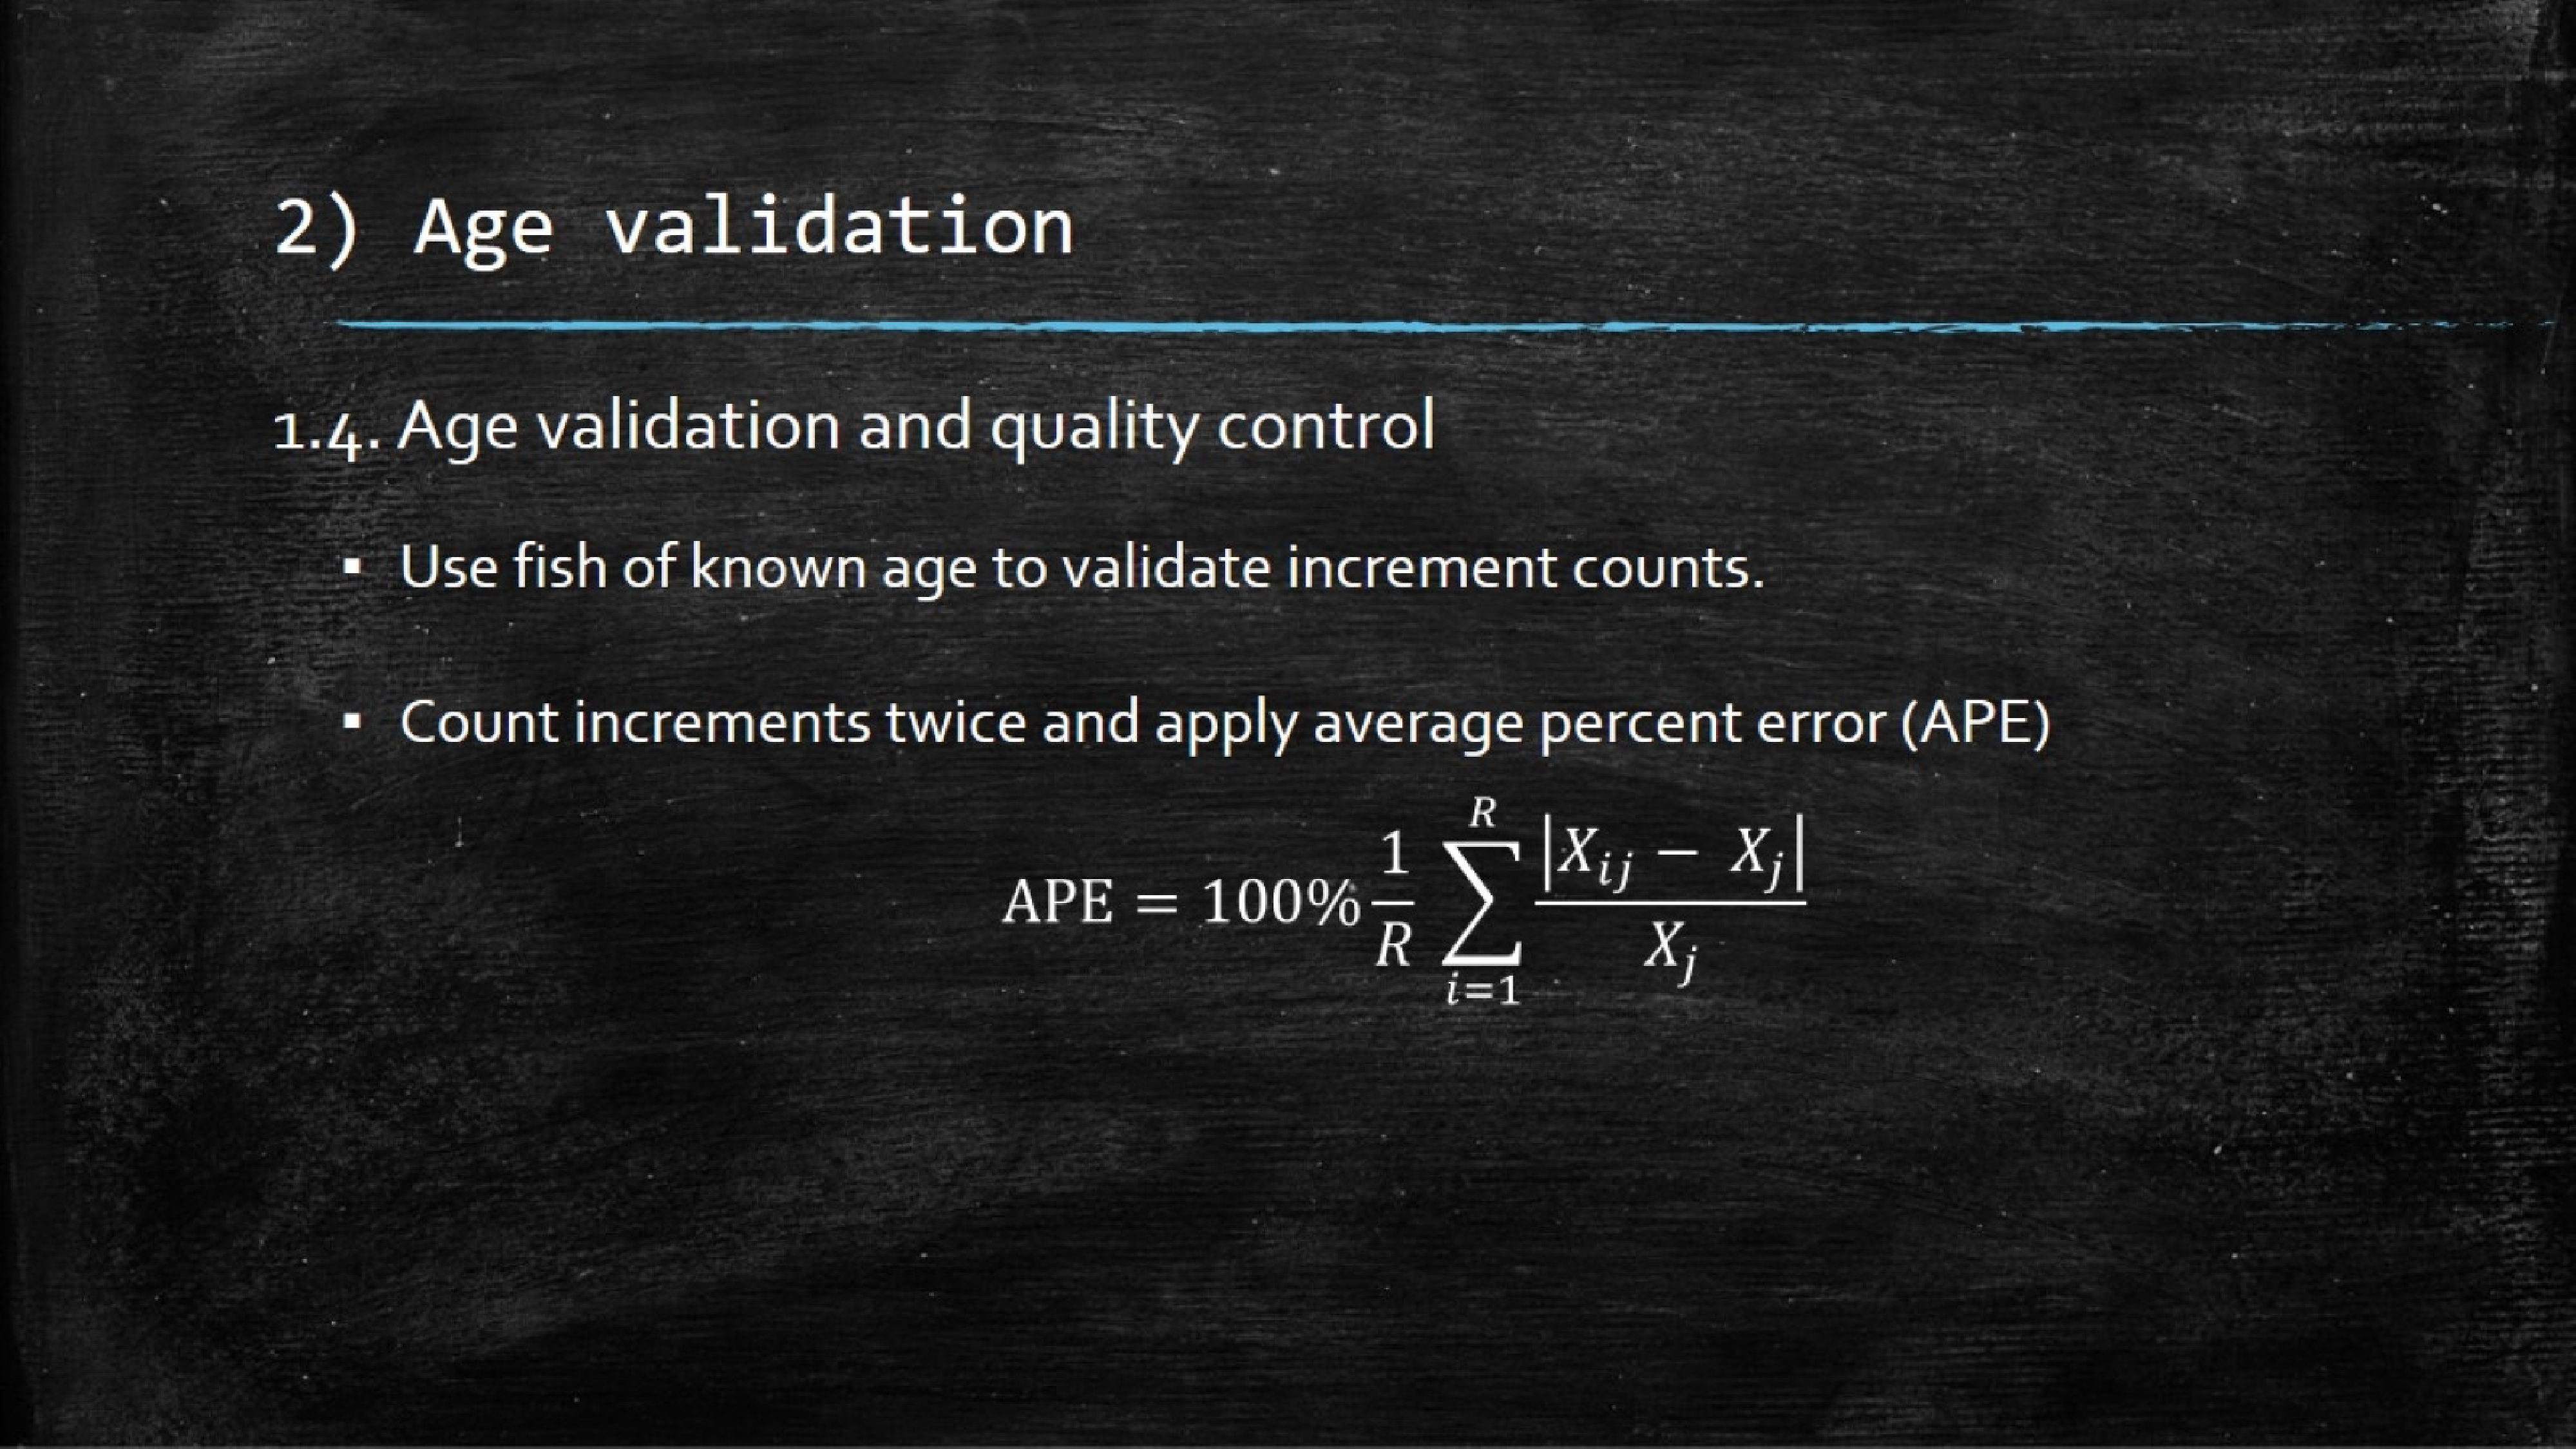 2) Age validation
1.4. Age validation and quality control
▪ Use fish of known age to validate increment counts.
▪ Count increments twice and apply average percent error (APE)
APE = 100% \frac{1}{R} \sum_{i=1}^{R} \frac{|X_{ij} - X_j|}{X_j}